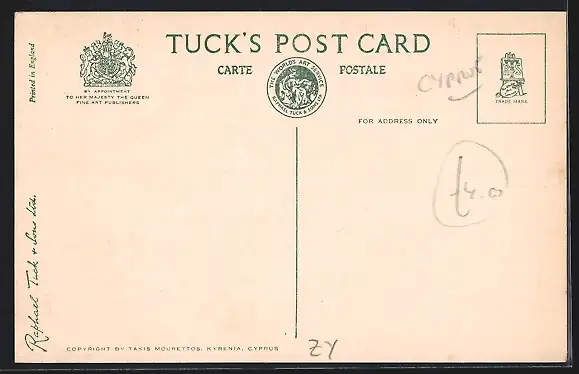 TUCK'S POST CARD
CARTE POSTALE
Printed in England
BY APPOINTMENT
TO HER MAJESTY THE QUEEN
FINE ART PUBLISHERS
THE WORLD'S ART SERVICE
RAPHAEL TUCK & SONS LTD
CYPRUS
TRADE MARK
FOR ADDRESS ONLY
£4.00
Raphael Tuck & Sons Ltd.
COPYRIGHT BY TAKIS MOURETTOS, KYRENIA, CYPRUS
ZY